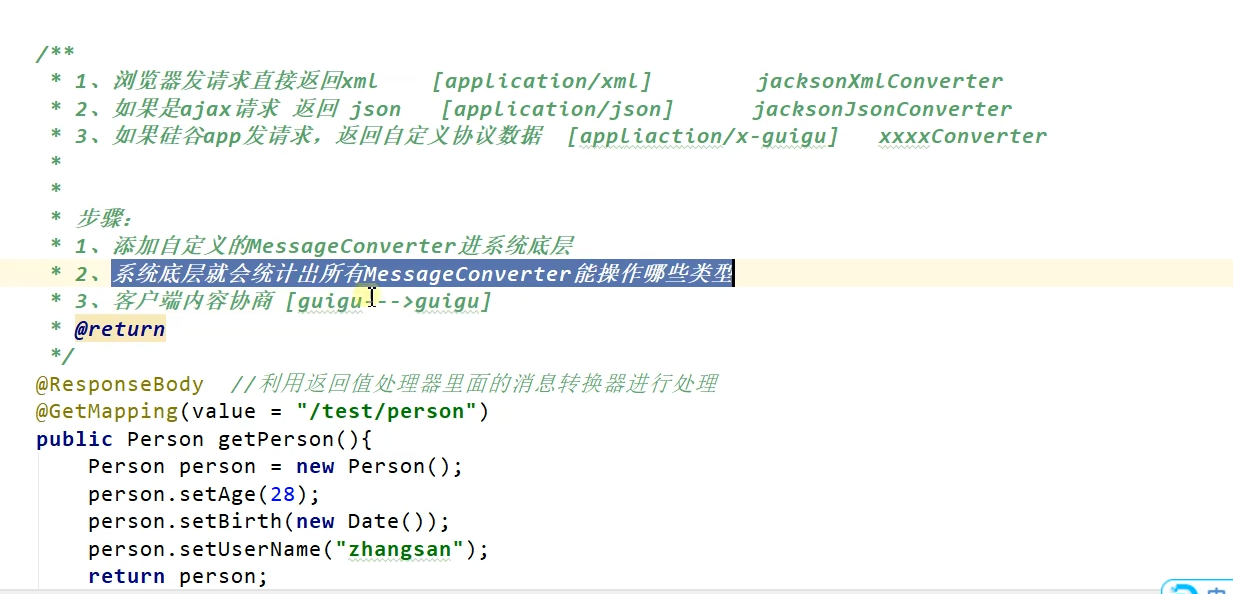 /**
* 1、浏览器发请求直接返回xml [application/xml] jacksonXmlConverter
* 2、如果是ajax请求 返回 json [application/json] jacksonJsonConverter
* 3、如果硅谷app发请求，返回自定义协议数据 [appliaction/x-guigu] xxxxConverter
*
*
* 步骤：
* 1、添加自定义的MessageConverter进系统底层
* 2、系统底层就会统计出所有MessageConverter能操作哪些类型
* 3、客户端内容协商 [guigu--->guigu]
* @return
*/
@ResponseBody //利用返回值处理器里面的消息转换器进行处理
@GetMapping(value = "/test/person")
public Person getPerson(){
Person person = new Person();
person.setAge(28);
person.setBirth(new Date());
person.setUserName("zhangsan");
return person;
中